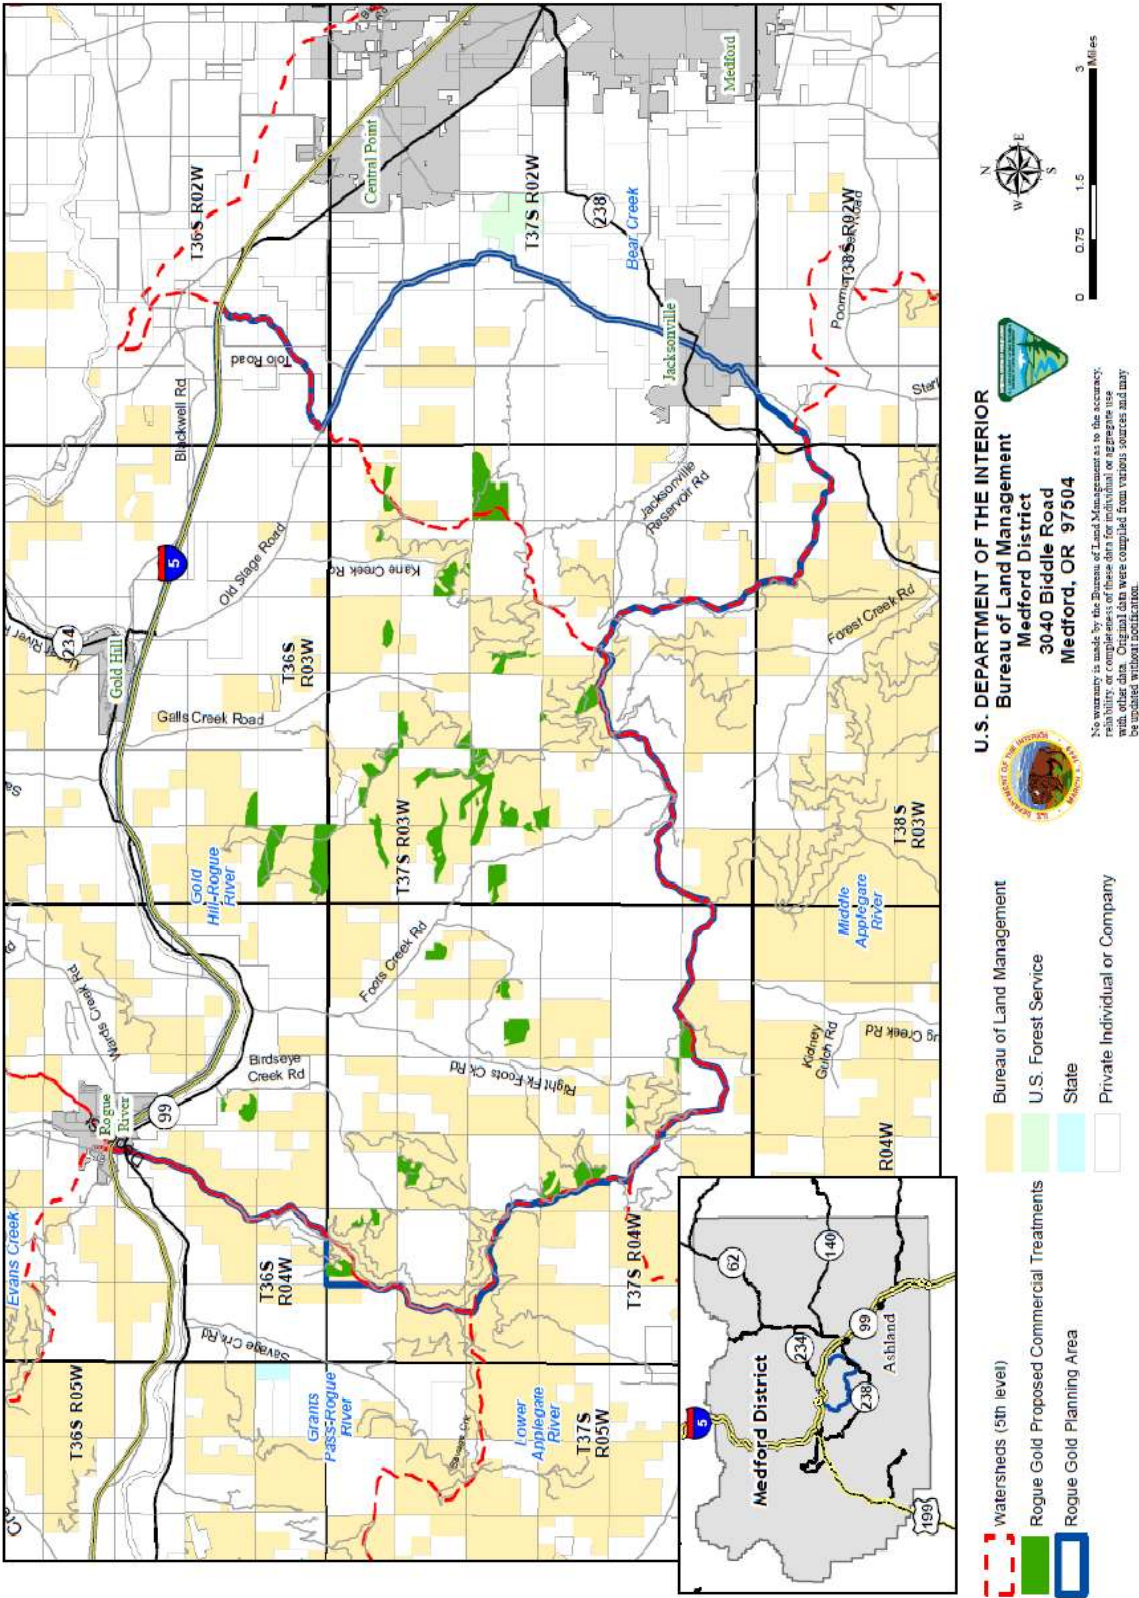 Evans Creek
Wards Creek Rd
Rogue
River
99
Birdseye
Creek Rd
Gold Hill
234
Galls Creek Road
5
Blackwell Rd
Old Stage Road
Tolo Road
T36S R02W
Central Point
Medford
T36S R05W
Savage Crk Rd
T36S
R04W
Gold
Hill-Rogue
River
T36S
R03W
Kane Creek Rd
Foots Creek Rd
Right Fk Foots Ck Rd
T37S R03W
T37S R02W
238
Bear Creek
Jacksonville
Jacksonville
Reservoir Rd
Grants
Pass-Rogue
River
Lower
Applegate
River
Savage Crk
T37S
R05W
T37S R04W
R04W
Kidney
Gulch Rd
Middle
Applegate
River
T38S
R03W
Forest Creek Rd
T38S R02W
Medford District
5
62
140
234
99
238
199
Ashland
Watersheds (5th level)
Rogue Gold Proposed Commercial Treatments
Rogue Gold Planning Area
Bureau of Land Management
U.S. Forest Service
State
Private Individual or Company
U.S. DEPARTMENT OF THE INTERIOR
Bureau of Land Management
Medford District
3040 Biddle Road
Medford, OR 97504
No warranty is made by the Bureau of Land Management as to the accuracy,
reliability, or completeness of these data for individual or aggregate use
with other data. Original data were compiled from various sources and may
be updated without notification.
N
W
E
S
0 0.75 1.5 3
Miles